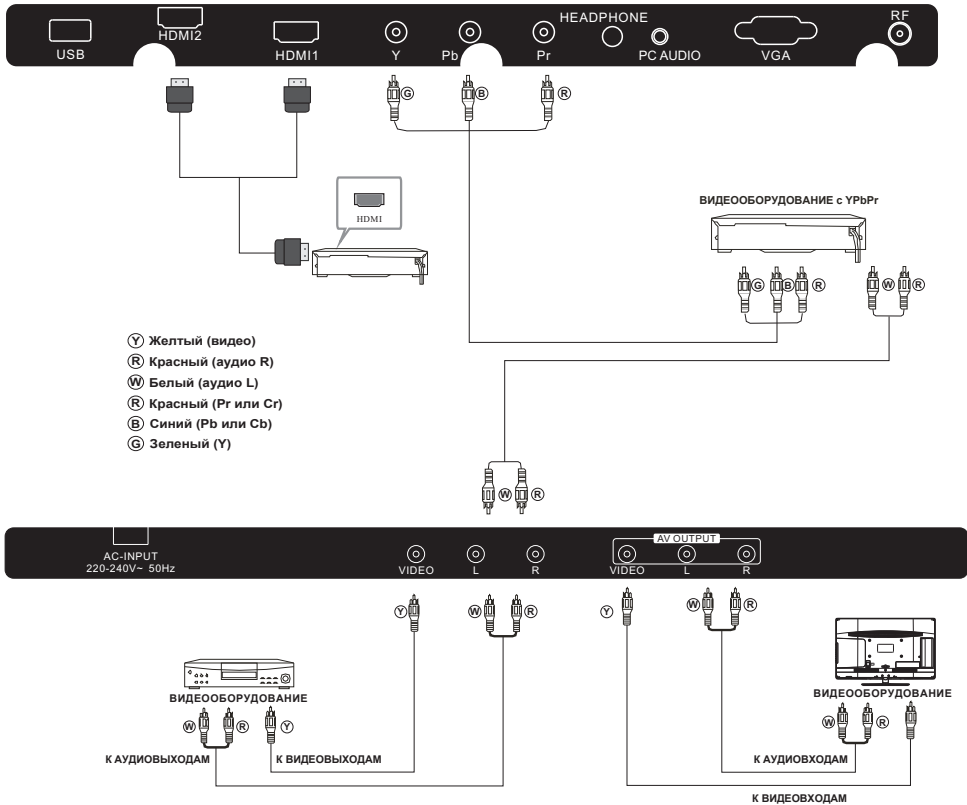 HEADPHONE
RF
USB
HDMI2
HDMI1
Y
Pb
Pr
PC AUDIO
VGA
G
B
R
HDMI
ВИДЕООБОРУДОВАНИЕ с YPbPr
G
B
R
W
R
Y Желтый (видео)
R Красный (аудио R)
W Белый (аудио L)
R Красный (Pr или Cr)
B Синий (Pb или Cb)
G Зеленый (Y)
W
R
AC-INPUT
220-240V~ 50Hz
VIDEO
L
R
AV OUTPUT
VIDEO
L
R
Y
W
R
Y
W
R
ВИДЕООБОРУДОВАНИЕ
ВИДЕООБОРУДОВАНИЕ
W
R
Y
W
R
К АУДИОВЫХОДАМ
К ВИДЕОВЫХОДАМ
К АУДИОВХОДАМ
К ВИДЕОВХОДАМ